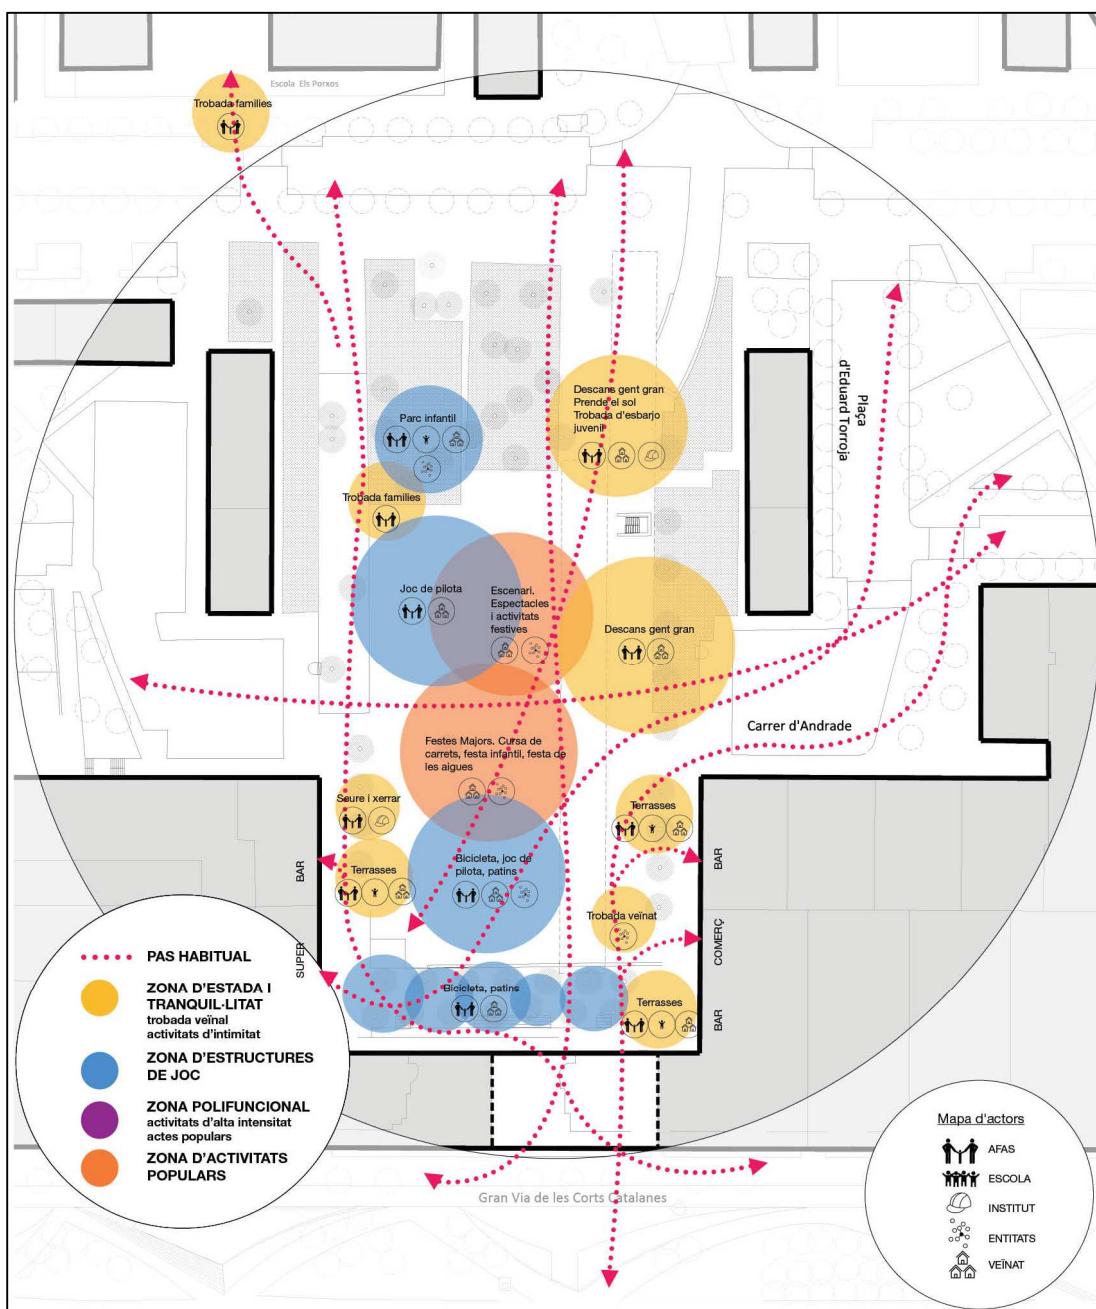 Escola Els Porxos
Trobada families
Plaça
d'Eduard Torroja
Descans gent gran
Prende el sol
Trobada d'esbarjo
juvenil
Parc infantil
Trobada families
Joc de pilota
Escenari.
Espectacles
i activitats
festives
Descans gent gran
Carrer d'Andrade
Festes Majors. Cursa de
carrets, festa infantil, festa de
les aigues
Seure i xerrar
Terrasses
BAR
Terrasses
Bicicleta, joc de
pilota, patins
BAR
Trobada veïnat
COMERÇ
SUPER
Bicicleta, patins
Terrasses
BAR
PAS HABITUAL
ZONA D'ESTADA I
TRANQUIL·LITAT
trobada veïnal
activitats d'intimitat
ZONA D'ESTRUCTURES
DE JOC
ZONA POLIFUNCIONAL
activitats d'alta intensitat
actes populars
ZONA D'ACTIVITATS
POPULARS
Gran Via de les Corts Catalanes
Mapa d'actors
AFAS
ESCOLA
INSTITUT
ENTITATS
VEÏNAT